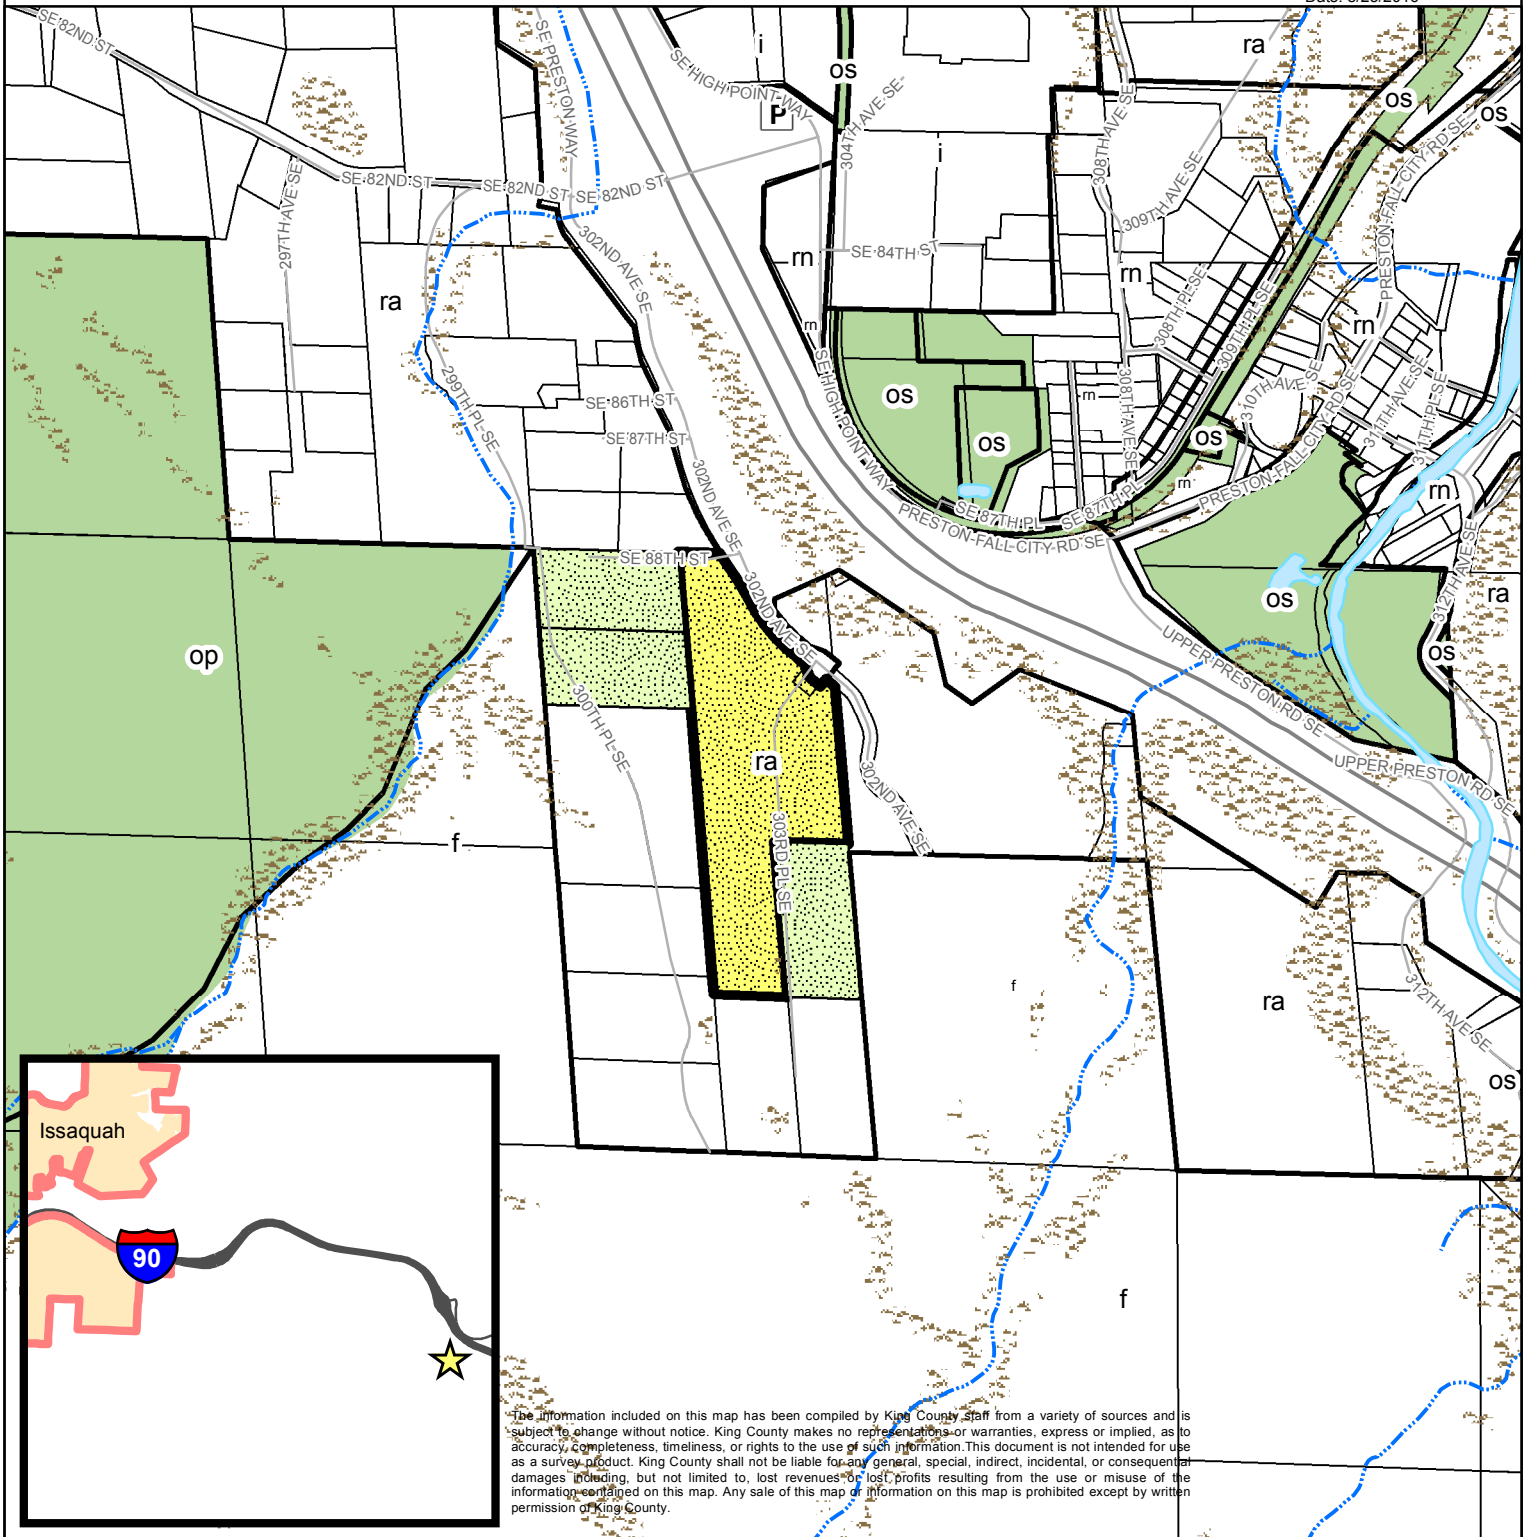 SE 82ND ST
SE PRESTON WAY
SE HIGH POINT WAY
i
os
304TH AVE SE
P
i
308TH AVE SE
ra
309TH AVE SE
os
os
PRESTON-FALL CITY RD SE
297TH AVE SE
SE 82ND ST
SE 82ND ST
SE 82ND ST
302ND AVE SE
rn
SE 84TH ST
rn
308TH PL SE
309TH PL SE
PRESTON-FALL CITY RD SE
ra
rn
rn
299TH PL SE
SE 86TH ST
SE 87TH ST
SE HIGH POINT WAY
os
os
rn
308TH AVE SE
310TH AVE SE
os
311TH AVE SE
311TH PL SE
302ND AVE SE
SE 87TH PL
SE 87TH PL
rn
PRESTON-FALL CITY RD SE
rn
PRESTON-FALL CITY RD SE
SE 88TH ST
302ND AVE SE
os
312TH AVE SE
ra
op
UPPER PRESTON RD SE
os
300TH PL SE
ra
302ND AVE SE
UPPER PRESTON RD SE
f
303RD PL SE
f
ra
312TH AVE SE
os
Issaquah
90
f
The information included on this map has been compiled by King County staff from a variety of sources and is
subject to change without notice. King County makes no representations or warranties, express or implied, as to
accuracy, completeness, timeliness, or rights to the use of such information.This document is not intended for use
as a survey product. King County shall not be liable for any general, special, indirect, incidental, or consequential
damages including, but not limited to, lost revenues or lost profits resulting from the use or misuse of the
information contained on this map. Any sale of this map or information on this map is prohibited except by written
permission of King County.